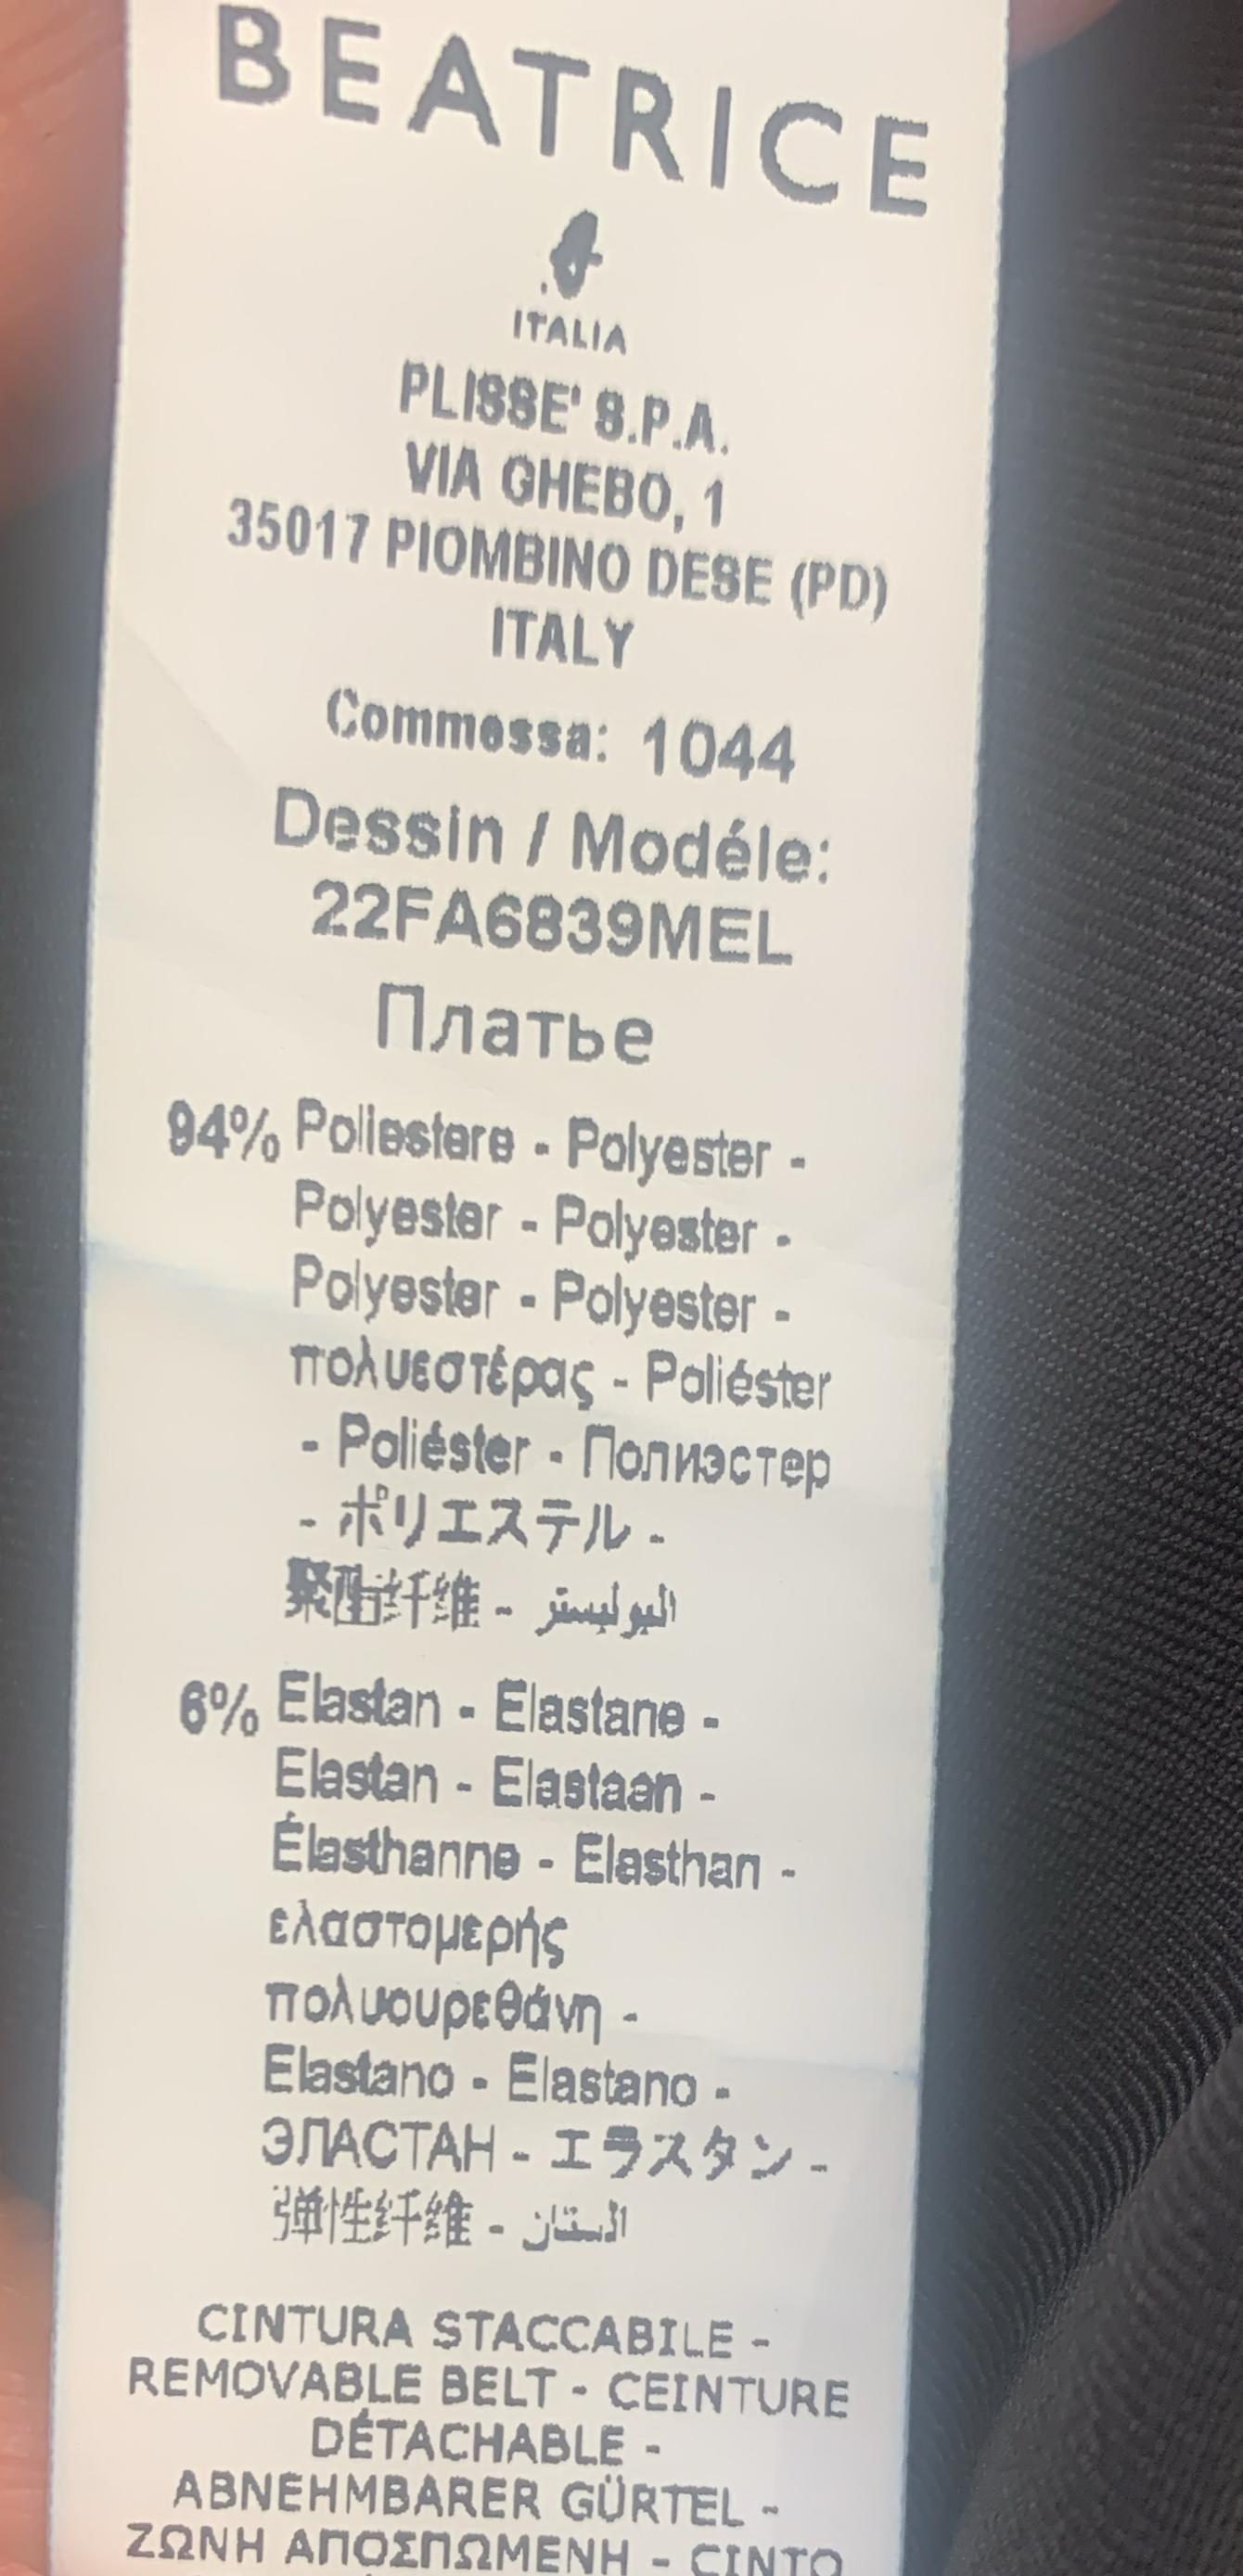 BEATRICE
.b
ITALIA
PLISSE' S.P.A.
VIA GHEBO, 1
35017 PIOMBINO DESE (PD)
ITALY
Commessa: 1044
Dessin / Modéle:
22FA6839MEL
Платье
94% Poliestere - Polyester -
Polyester - Polyester -
Polyester - Polyester -
πολυεστέρας - Poliéster
- Poliéster - Полиэстер
- ポリエステル -
聚酯纤维 - البوليستر
6% Elastan - Elastane -
Elastan - Elastaan -
Élasthanne - Elasthan -
ελαστομερής
πολυουρεθάνη -
Elastano - Elastano -
ЭЛАСТАН - エラスタン -
弹性纤维 - الستان
CINTURA STACCABILE -
REMOVABLE BELT - CEINTURE
DÉTACHABLE -
ABNEHMBARER GÜRTEL -
ΖΩΝΗ ΑΠΟΣΠΩΜΕΝΗ - CINTO